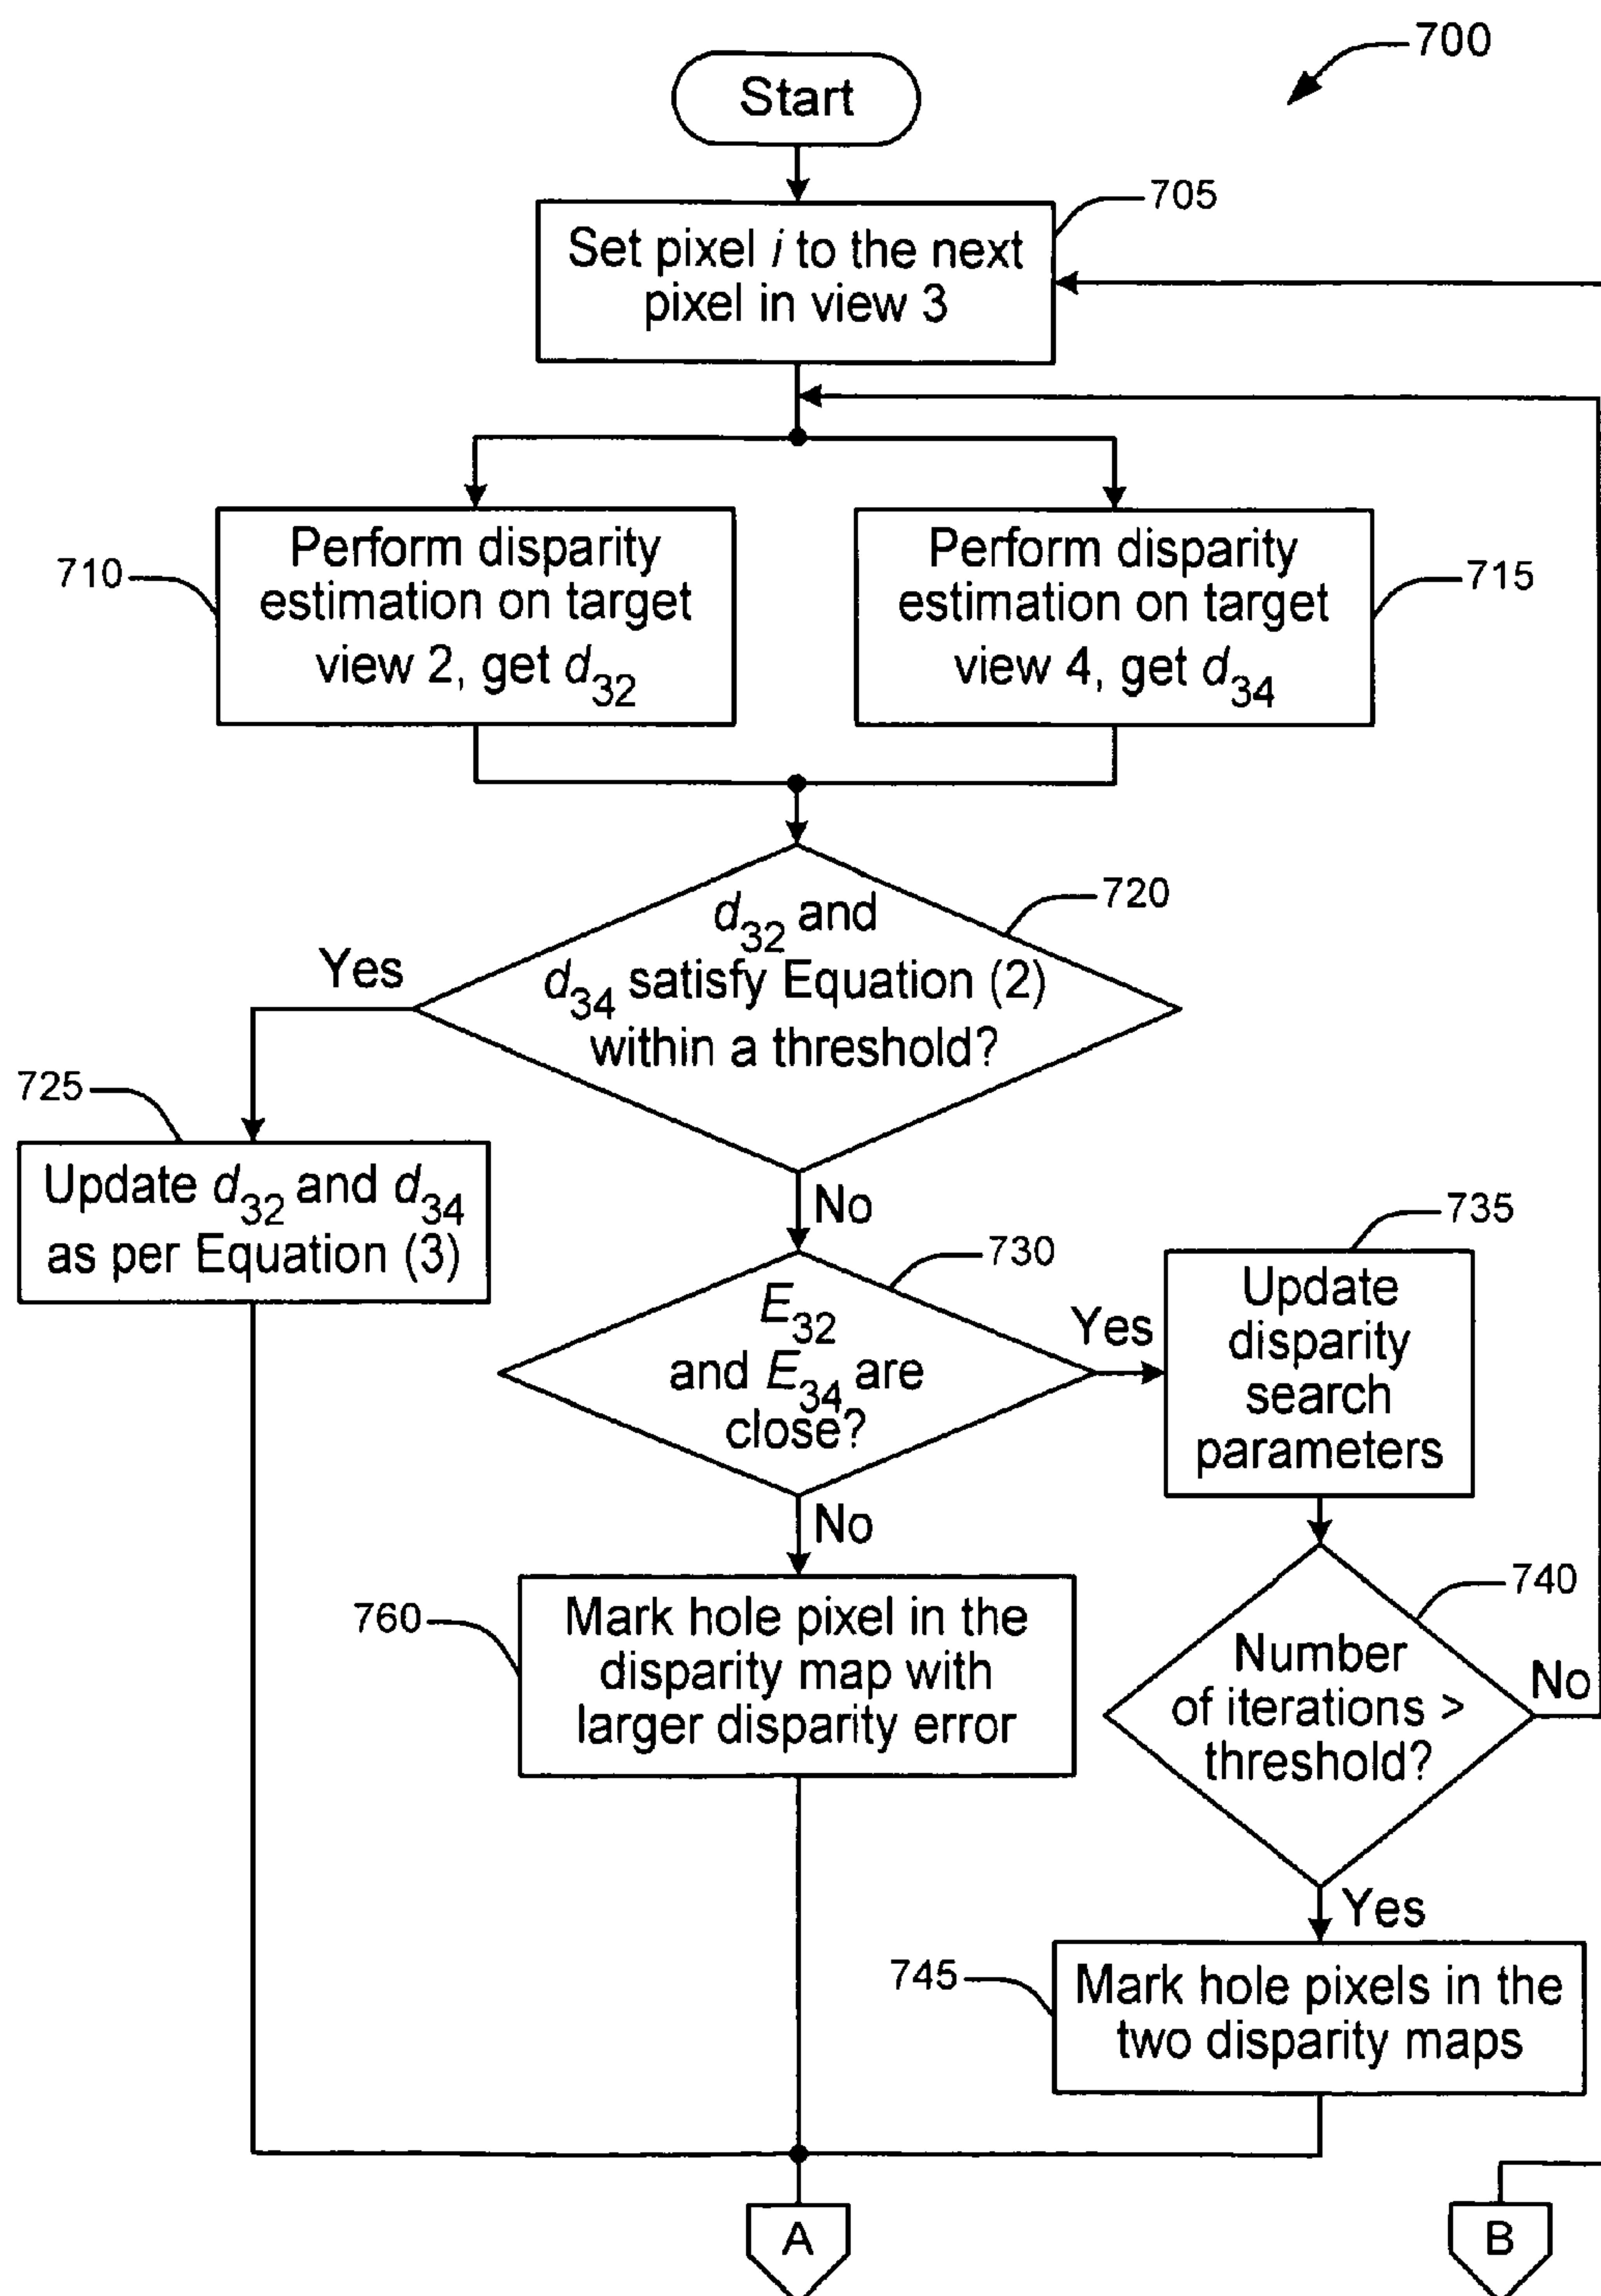 700
Start
705
Set pixel i to the next
pixel in view 3
710
Perform disparity
estimation on target
view 2, get d32
Perform disparity
estimation on target
view 4, get d34
715
720
d32 and
d34 satisfy Equation (2)
within a threshold?
Yes
725
Update d32 and d34
as per Equation (3)
No
730
E32
and E34 are
close?
Yes
735
Update
disparity
search
parameters
No
760
Mark hole pixel in the
disparity map with
larger disparity error
740
Number
of iterations >
threshold?
No
Yes
745
Mark hole pixels in the
two disparity maps
A
B